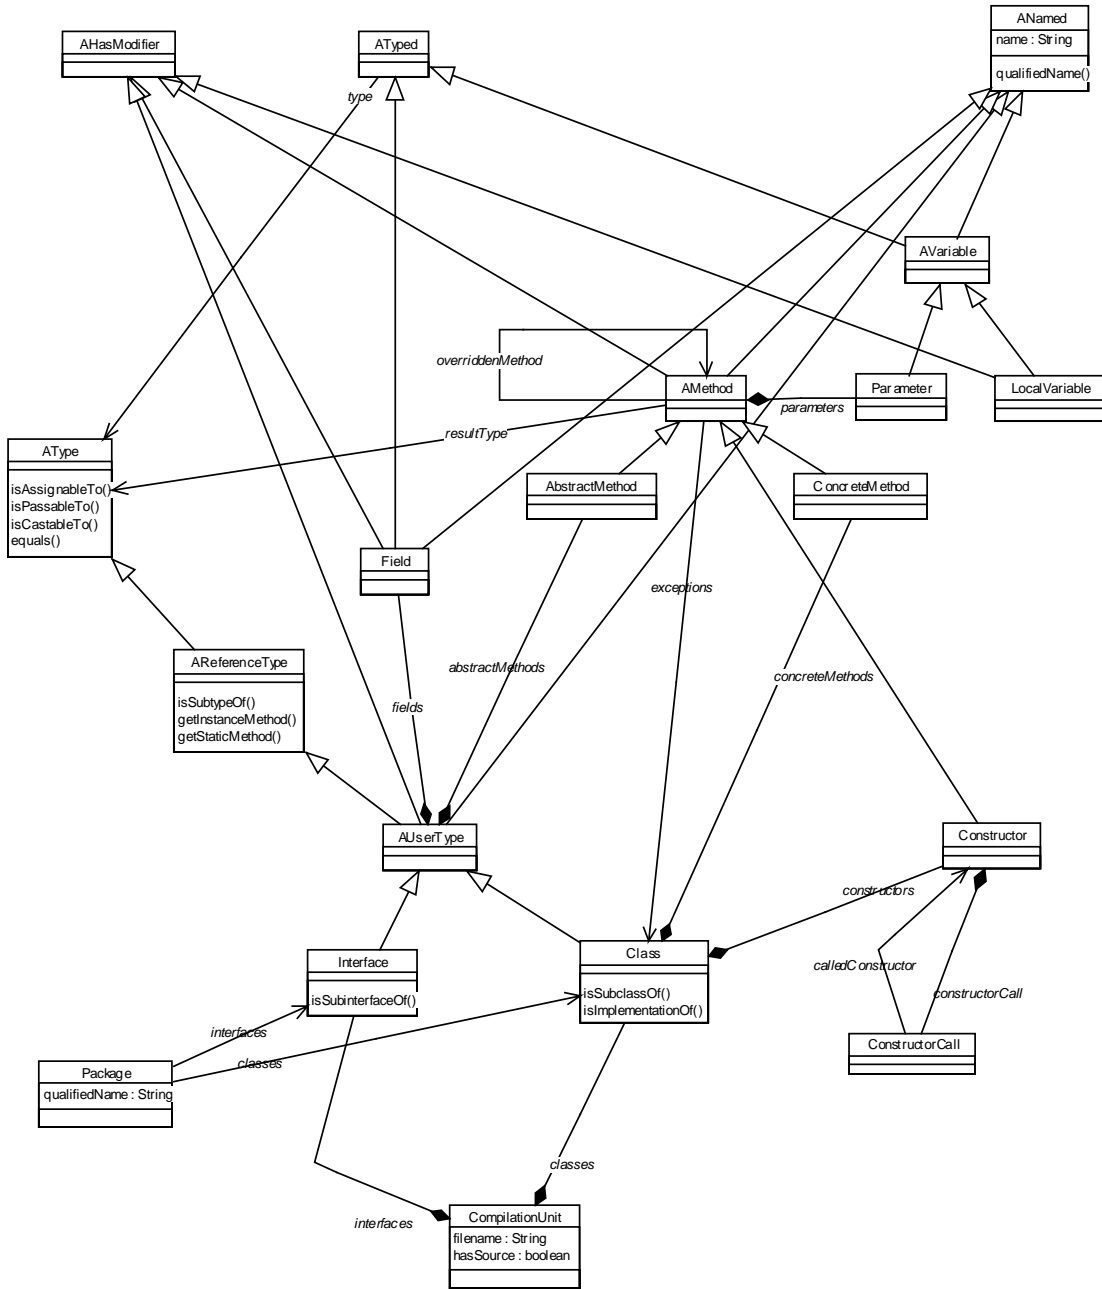 ANamed
name : String
qualifiedName()
AHasModifier
ATyped
type
AVariable
overriddenMethod
AMethod
Parameter
LocalVariable
parameters
resultType
AType
isAssignableTo()
isPassableTo()
isCastableTo()
equals()
AbstractMethod
ConcreteMethod
Field
exceptions
AReferenceType
isSubtypeOf()
getInstanceMethod()
getStaticMethod()
abstractMethods
concreteMethods
fields
AUserType
Constructor
constructors
Interface
isSubinterfaceOf()
Class
isSubclassOf()
isImplementationOf()
calledConstructor
constructorCall
interfaces
classes
ConstructorCall
Package
qualifiedName : String
classes
interfaces
CompilationUnit
filename : String
hasSource : boolean